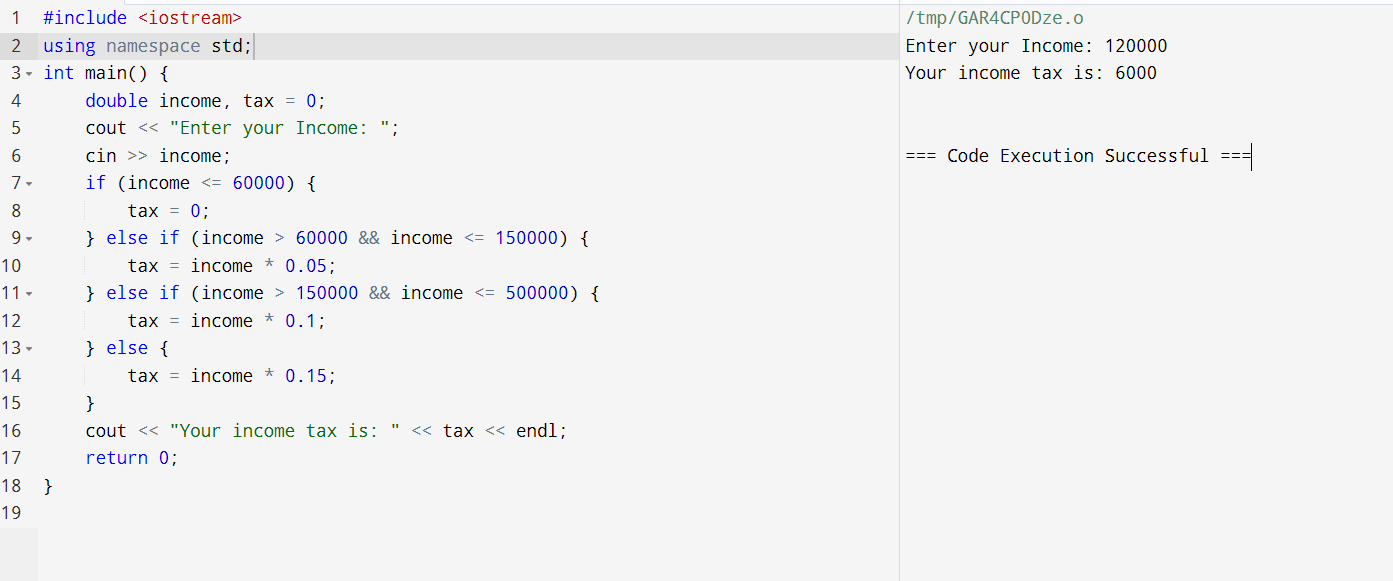 1 #include <iostream>
2 using namespace std;
3 int main() {
4     double income, tax = 0;
5     cout << "Enter your Income: ";
6     cin >> income;
7     if (income <= 60000) {
8         tax = 0;
9     } else if (income > 60000 && income <= 150000) {
10         tax = income * 0.05;
11     } else if (income > 150000 && income <= 500000) {
12         tax = income * 0.1;
13     } else {
14         tax = income * 0.15;
15     }
16     cout << "Your income tax is: " << tax << endl;
17     return 0;
18 }
19
/tmp/GAR4CP0Dze.o
Enter your Income: 120000
Your income tax is: 6000
=== Code Execution Successful ===